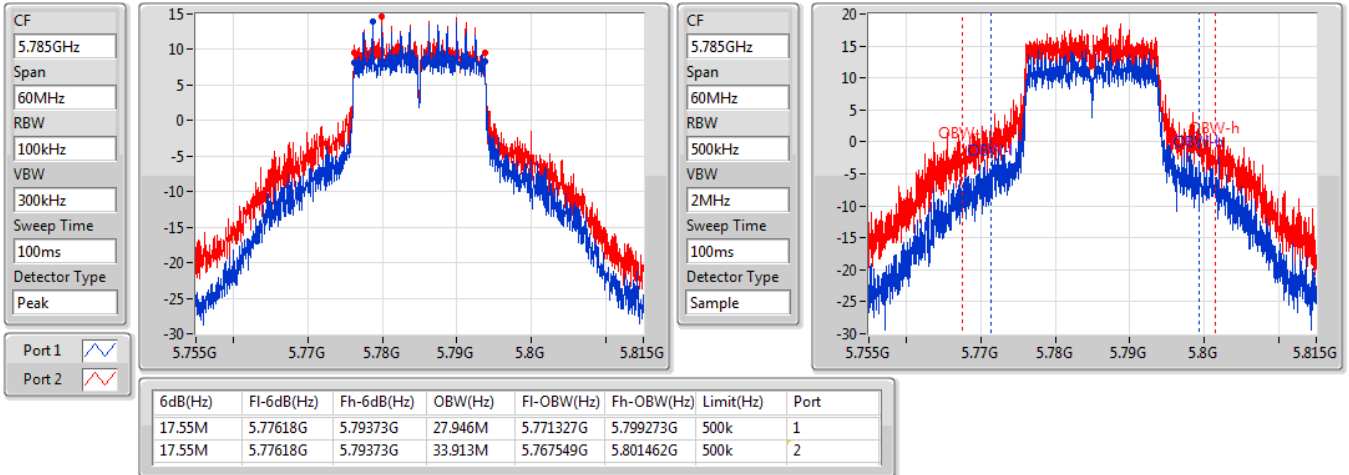 CF
5.785GHz
Span
60MHz
RBW
100kHz
VBW
300kHz
Sweep Time
100ms
Detector Type
Peak
Port 1
Port 2
15
10
5
0
-5
-10
-15
-20
-25
-30
5.755G 5.77G 5.78G 5.79G 5.8G 5.815G
CF
5.785GHz
Span
60MHz
RBW
500kHz
VBW
2MHz
Sweep Time
100ms
Detector Type
Sample
20
15
10
5
0
-5
-10
-15
-20
-25
-30
OBW-h
5.755G 5.77G 5.78G 5.79G 5.8G 5.815G
6dB(Hz) Fl-6dB(Hz) Fh-6dB(Hz) OBW(Hz) Fl-OBW(Hz) Fh-OBW(Hz) Limit(Hz) Port
17.55M 5.77618G 5.79373G 27.946M 5.771327G 5.799273G 500k 1
17.55M 5.77618G 5.79373G 33.913M 5.767549G 5.801462G 500k 2